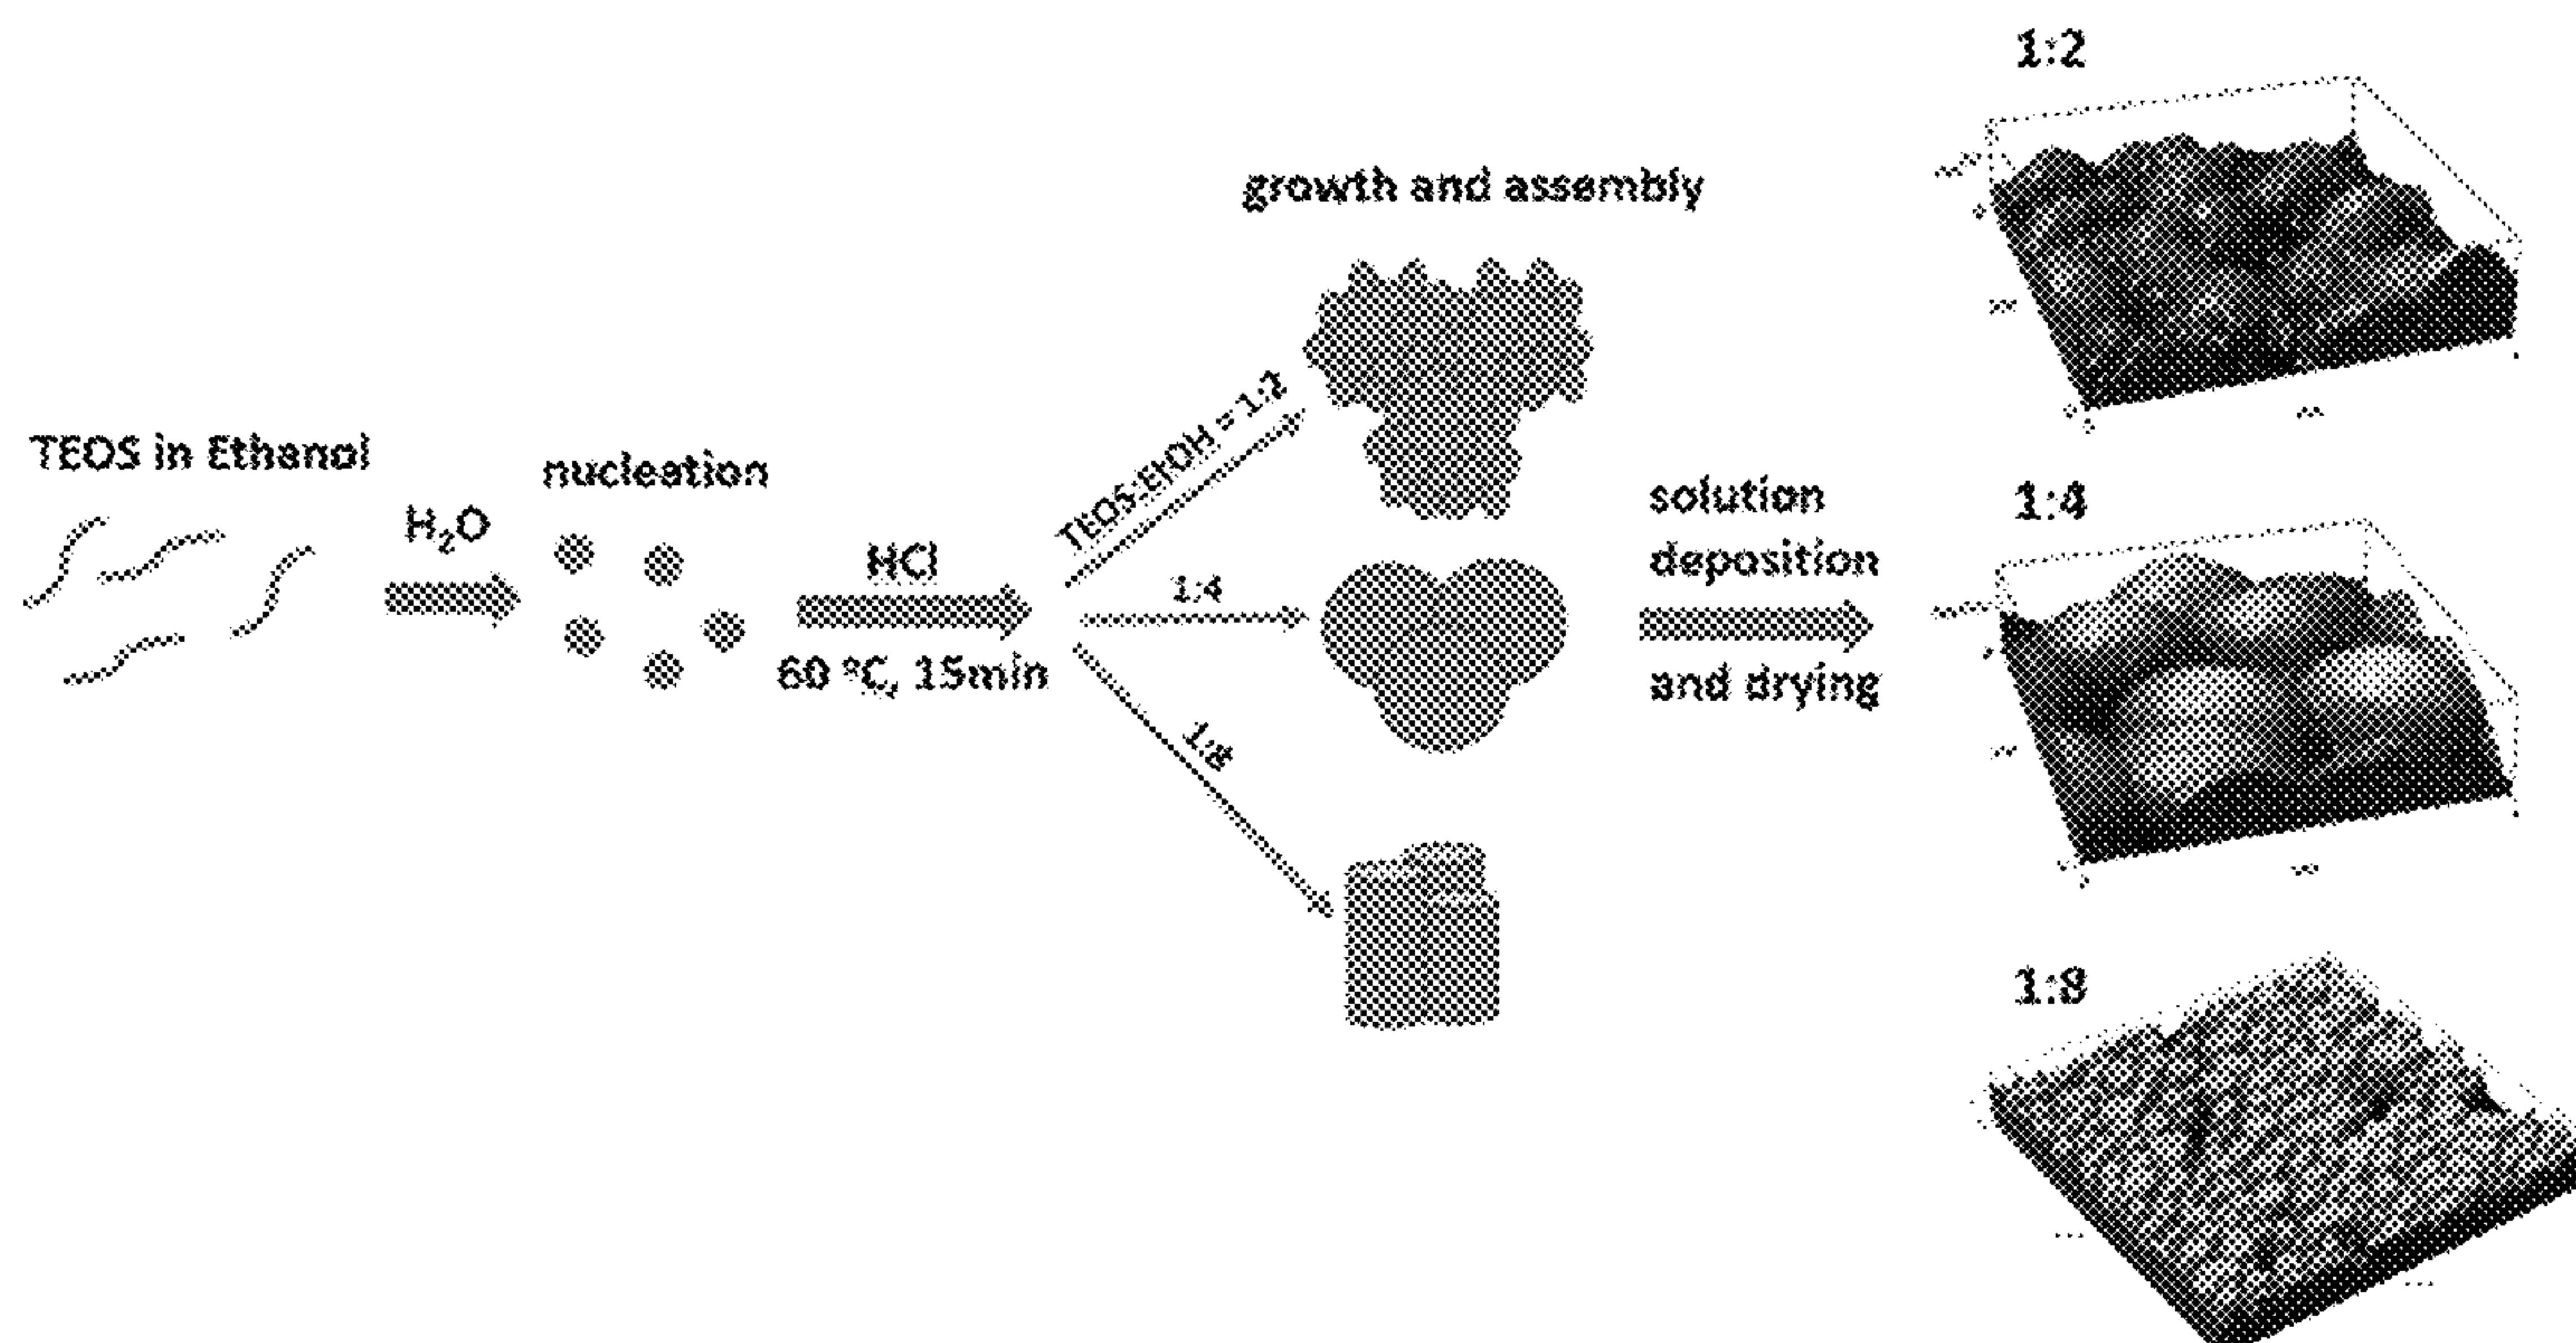 TEOS in Ethanol
H₂O
nucleation
HCl
60 °C, 15min
growth and assembly
TEOS:EtOH = 1:2
1:4
1:8
solution
deposition
and drying
1:2
1:4
1:8